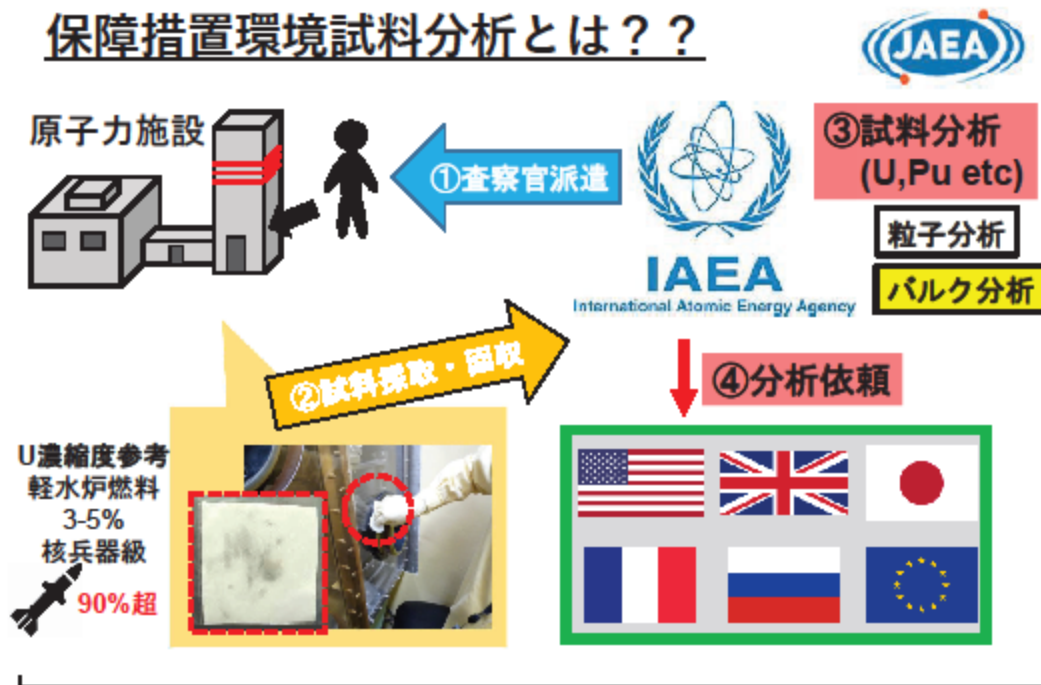 保障措置環境試料分析とは？？
JAEA
原子力施設
①査察官派遣
IAEA
International Atomic Energy Agency
③試料分析
(U,Pu etc)
粒子分析
バルク分析
②試料採取・回収
④分析依頼
U濃縮度参考
軽水炉燃料
3-5%
核兵器級
90%超